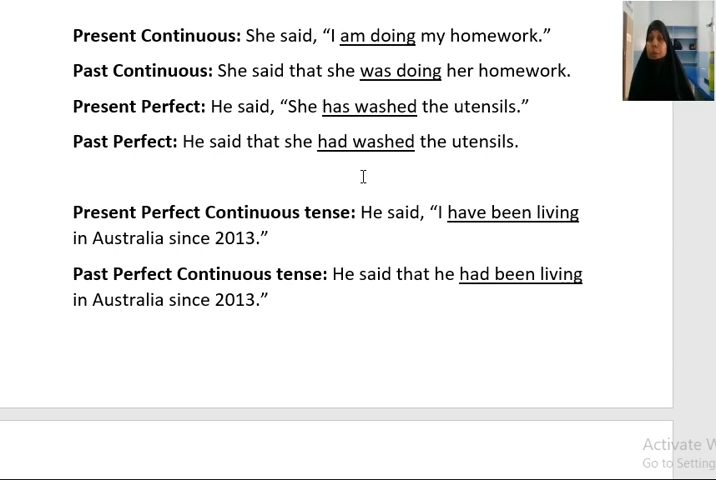 Present Continuous: She said, “I am doing my homework.”
Past Continuous: She said that she was doing her homework.
Present Perfect: He said, “She has washed the utensils.”
Past Perfect: He said that she had washed the utensils.
Present Perfect Continuous tense: He said, “I have been living
in Australia since 2013.”
Past Perfect Continuous tense: He said that he had been living
in Australia since 2013.”
Activate W
Go to Setting